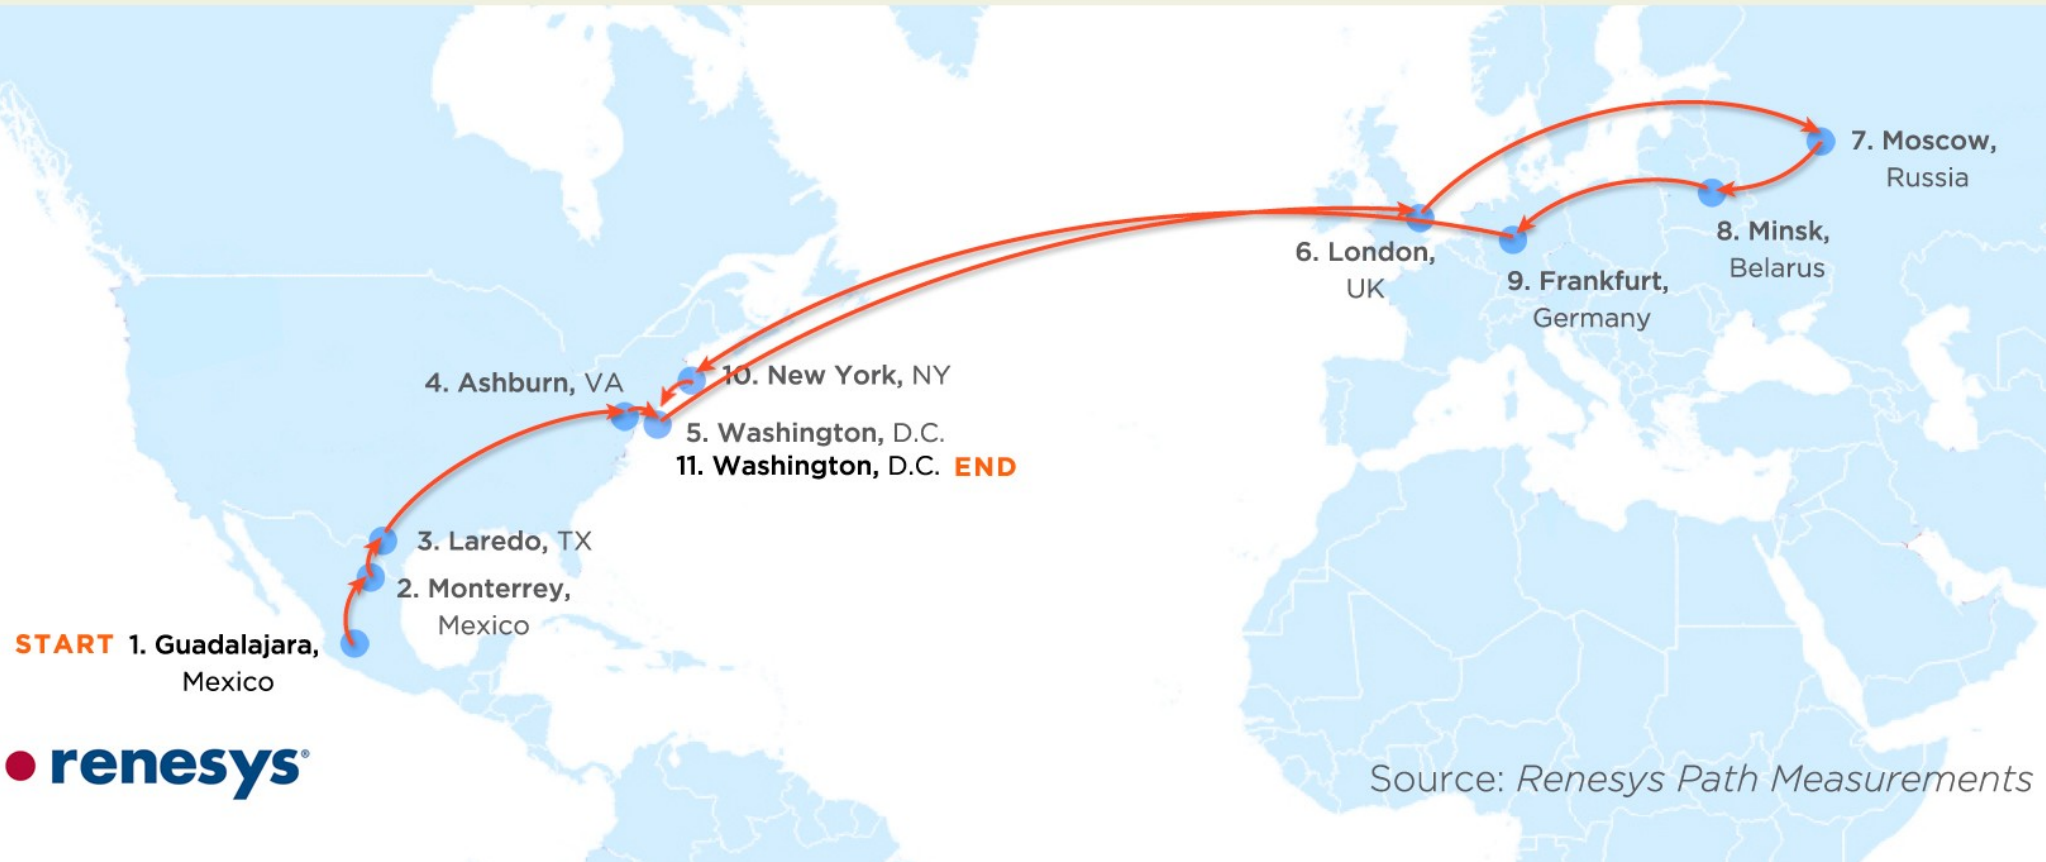 7. Moscow,
Russia
8. Minsk,
Belarus
6. London,
UK
9. Frankfurt,
Germany
4. Ashburn, VA
10. New York, NY
5. Washington, D.C.
11. Washington, D.C. END
3. Laredo, TX
2. Monterrey,
Mexico
START 1. Guadalajara,
Mexico
renesys®
Source: Renesys Path Measurements